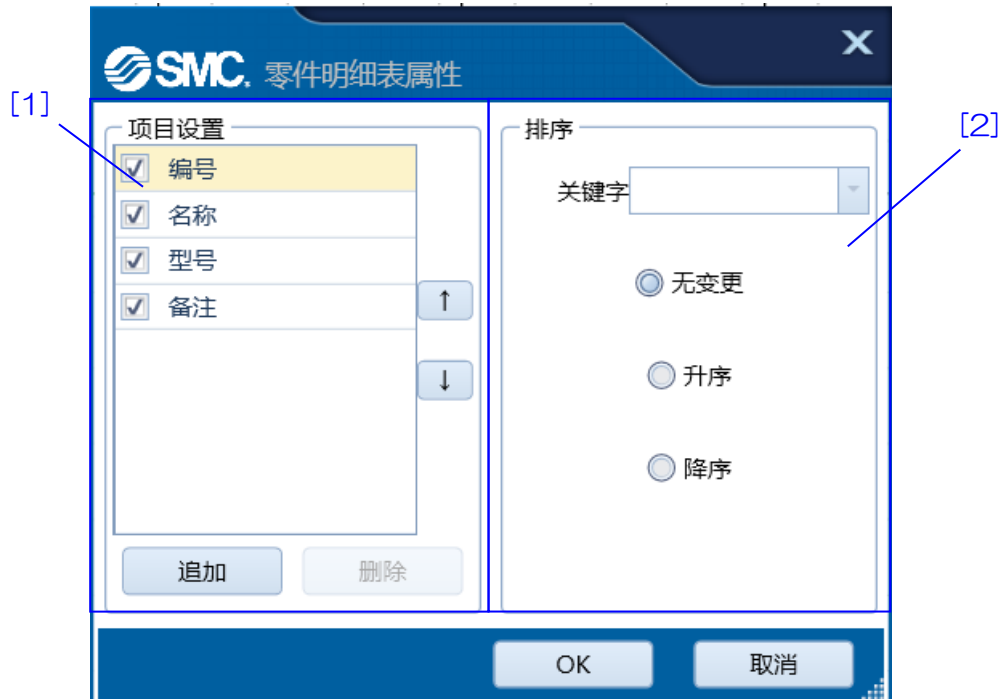 SMC. 零件明细表属性
X
[1]
[2]
项目设置
编号
名称
型号
备注
↑
↓
追加
删除
排序
关键字
无变更
升序
降序
OK
取消